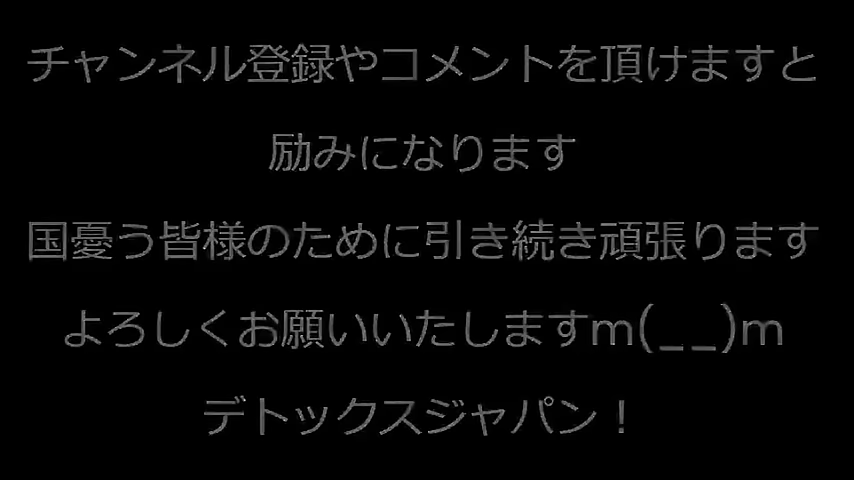 チャンネル登録やコメントを頂けますと
励みになります
国憂う皆様のために引き続き頑張ります
よろしくお願いいたしますm(__)m
デトックスジャパン！